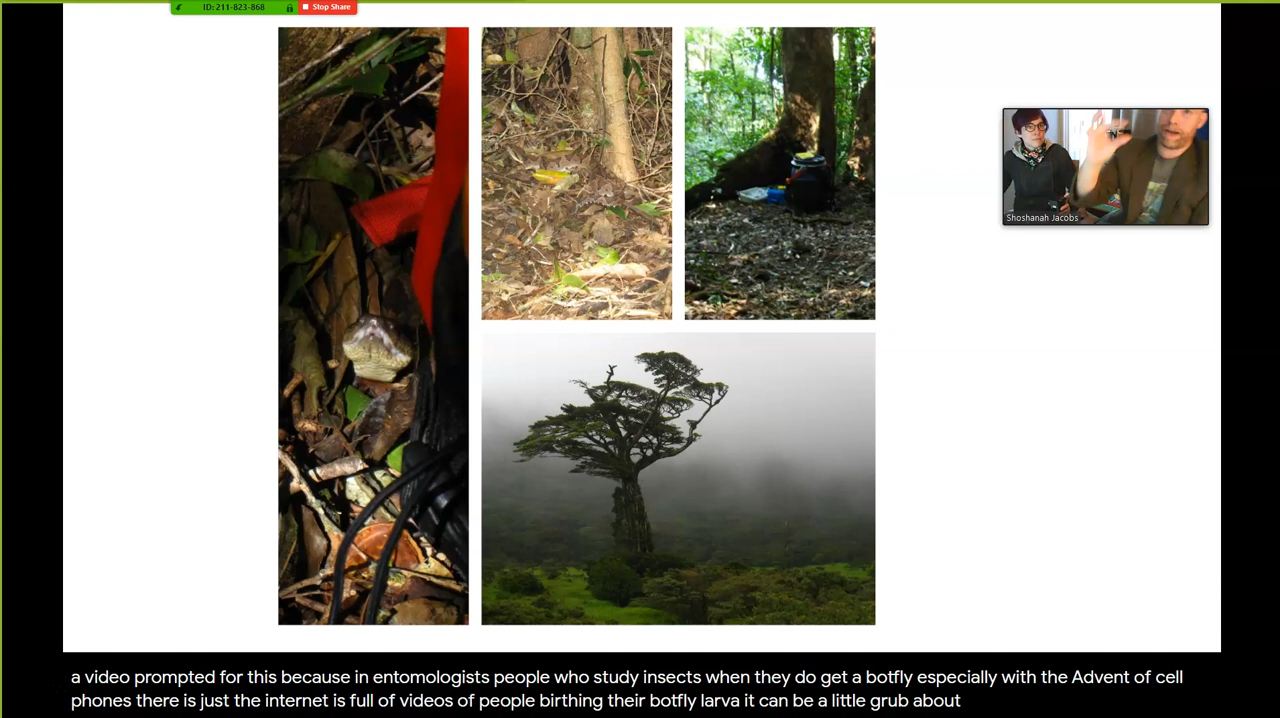 ID: 211-823-868
Stop Share
Shoshanah Jacobs
a video prompted for this because in entomologists people who study insects when they do get a botfly especially with the Advent of cell
phones there is just the internet is full of videos of people birthing their botfly larva it can be a little grub about